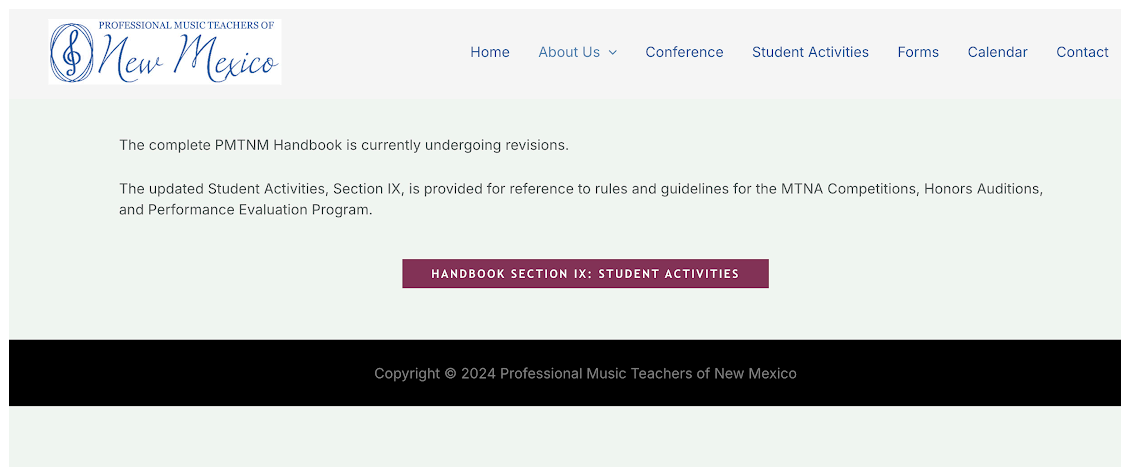 PROFESSIONAL MUSIC TEACHERS OF
New Mexico
Home About Us Conference Student Activities Forms Calendar Contact
The complete PMTNM Handbook is currently undergoing revisions.
The updated Student Activities, Section IX, is provided for reference to rules and guidelines for the MTNA Competitions, Honors Auditions,
and Performance Evaluation Program.
HANDBOOK SECTION IX: STUDENT ACTIVITIES
Copyright © 2024 Professional Music Teachers of New Mexico